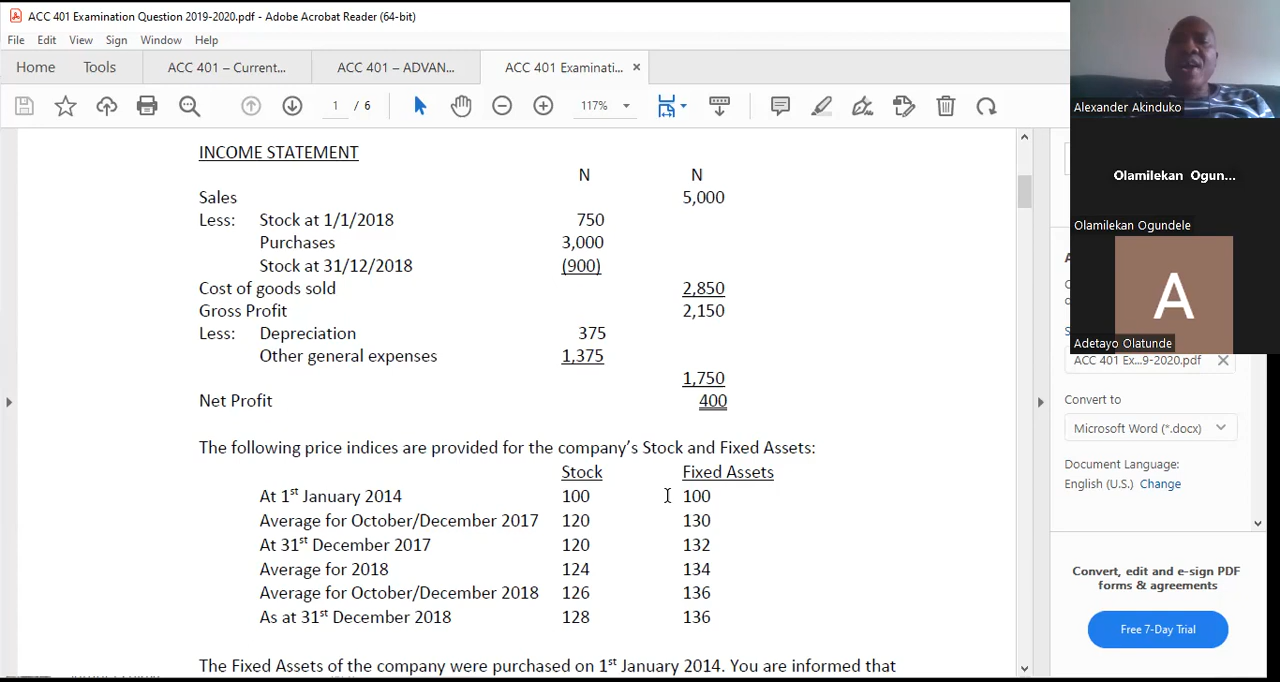 ACC 401 Examination Question 2019-2020.pdf - Adobe Acrobat Reader (64-bit)
File Edit View Sign Window Help
Home Tools ACC 401 – Current... ACC 401 – ADVAN... ACC 401 Examinati... ×
1 / 6 117%
INCOME STATEMENT
N N
Sales 5,000
Less: Stock at 1/1/2018 750
Purchases 3,000
Stock at 31/12/2018 (900)
Cost of goods sold 2,850
Gross Profit 2,150
Less: Depreciation 375
Other general expenses 1,375
1,750
Net Profit 400
The following price indices are provided for the company's Stock and Fixed Assets:
Stock Fixed Assets
At 1st January 2014 100 100
Average for October/December 2017 120 130
At 31st December 2017 120 132
Average for 2018 124 134
Average for October/December 2018 126 136
As at 31st December 2018 128 136
The Fixed Assets of the company were purchased on 1st January 2014. You are informed that
Alexander Akinduko
Olamilekan Ogun...
Olamilekan Ogundele
A
Adetayo Olatunde
ACC 401 Ex...9-2020.pdf
Convert to
Microsoft Word (*.docx)
Document Language:
English (U.S.) Change
Convert, edit and e-sign PDF
forms & agreements
Free 7-Day Trial